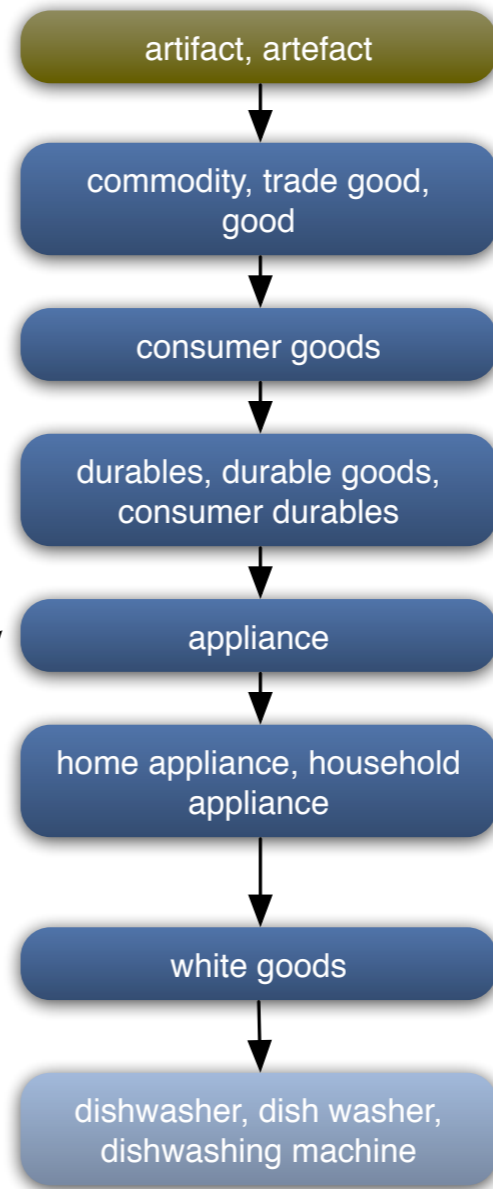 artifact, artefact
commodity, trade good,
good
consumer goods
durables, durable goods,
consumer durables
appliance
home appliance, household
appliance
white goods
dishwasher, dish washer,
dishwashing machine